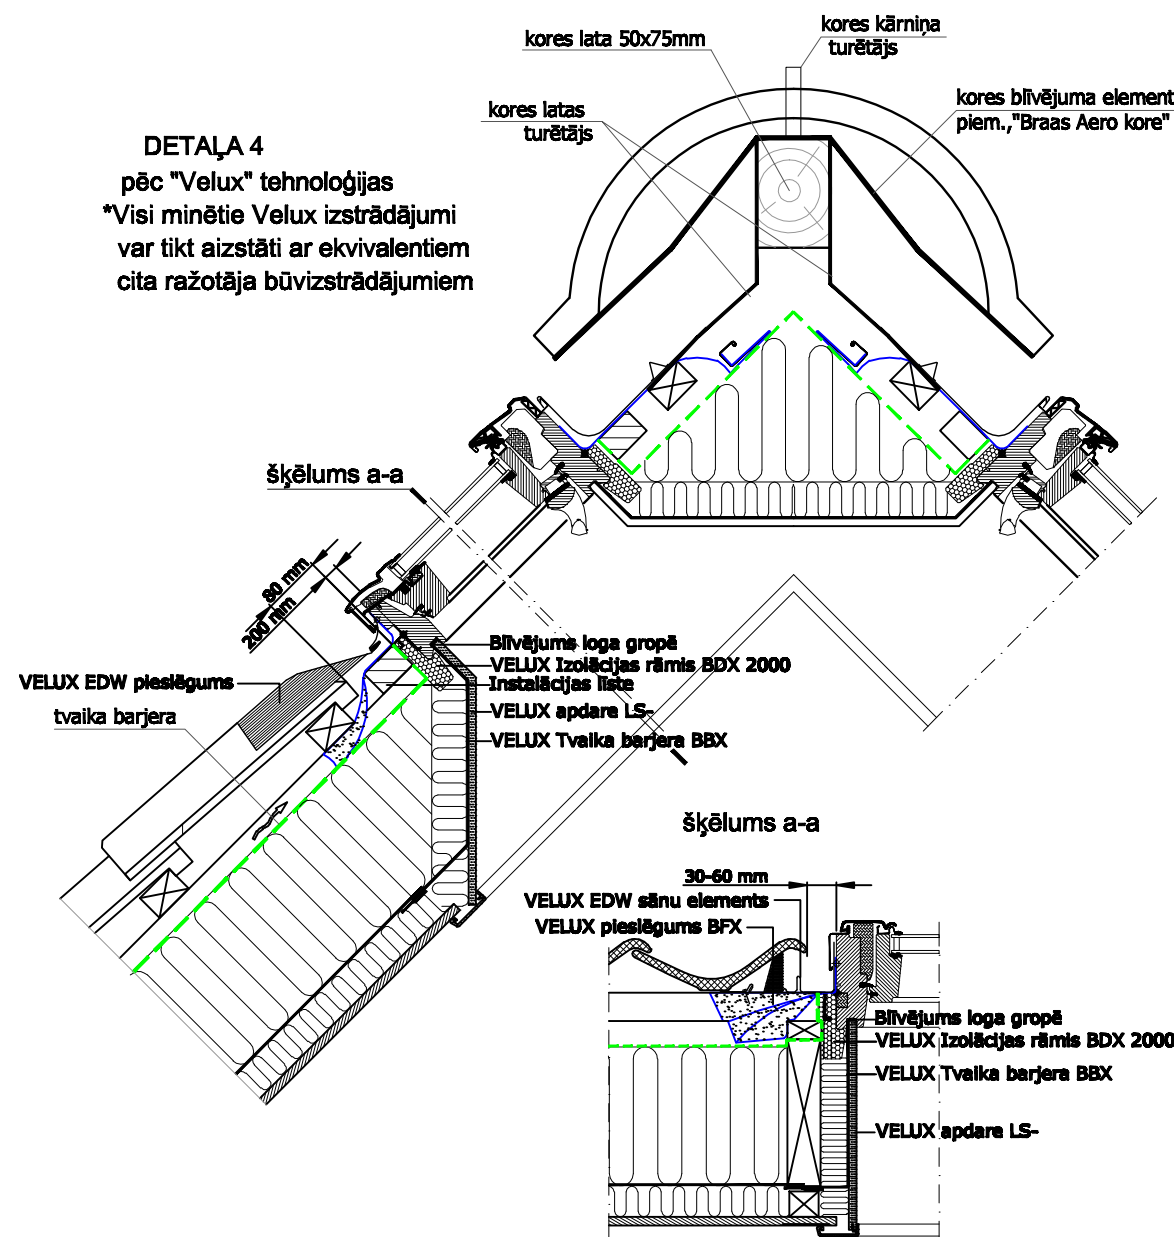 kores kārniņa
turētājs
kores lata 50x75mm
kores latas
turētājs
kores blīvējuma element
piem.,"Braas Aero kore"
DETAĻA 4
pēc "Velux" tehnoloģijas
*Visi minētie Velux izstrādājumi
var tikt aizstāti ar ekvivalentiem
cita ražotāja būvizstrādājumiem
šķēlums a-a
80 mm
200 mm
Blīvējums loga gropē
VELUX Izolācijas rāmis BDX 2000
Instalācijas līste
VELUX apdare LS-
VELUX Tvaika barjera BBX
VELUX EDW pieslēgums
tvaika barjera
šķēlums a-a
30-60 mm
VELUX EDW sānu elements
VELUX pieslēgums BFX
Blīvējums loga gropē
VELUX Izolācijas rāmis BDX 2000
VELUX Tvaika barjera BBX
VELUX apdare LS-